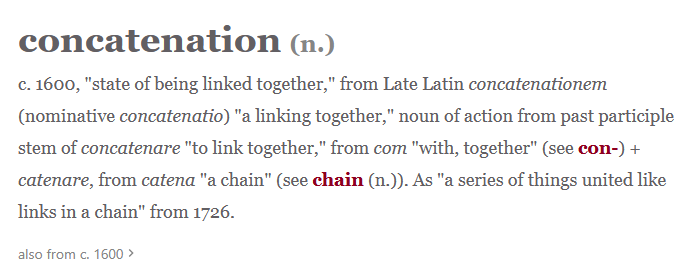 concatenation (n.)
c. 1600, "state of being linked together," from Late Latin concatenationem
(nominative concatenatio) "a linking together," noun of action from past participle
stem of concatenare "to link together," from com "with, together" (see con-) +
catenare, from catena "a chain" (see chain (n.)). As "a series of things united like
links in a chain" from 1726.
also from c. 1600 >